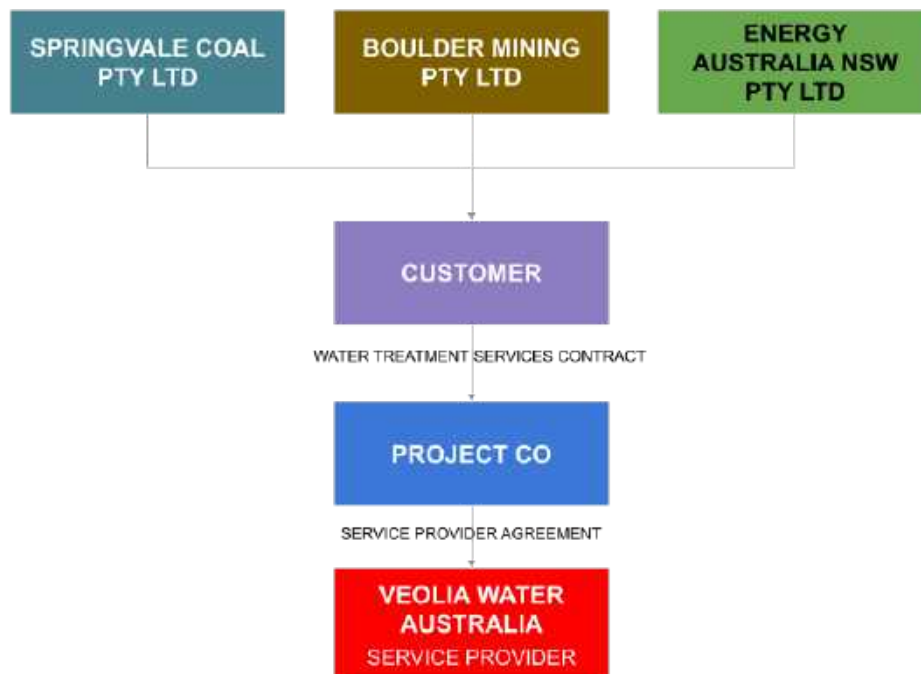 SPRINGVALE COAL
PTY LTD
BOULDER MINING
PTY LTD
ENERGY
AUSTRALIA NSW
PTY LTD
CUSTOMER
WATER TREATMENT SERVICES CONTRACT
PROJECT CO
SERVICE PROVIDER AGREEMENT
VEOLIA WATER
AUSTRALIA
SERVICE PROVIDER